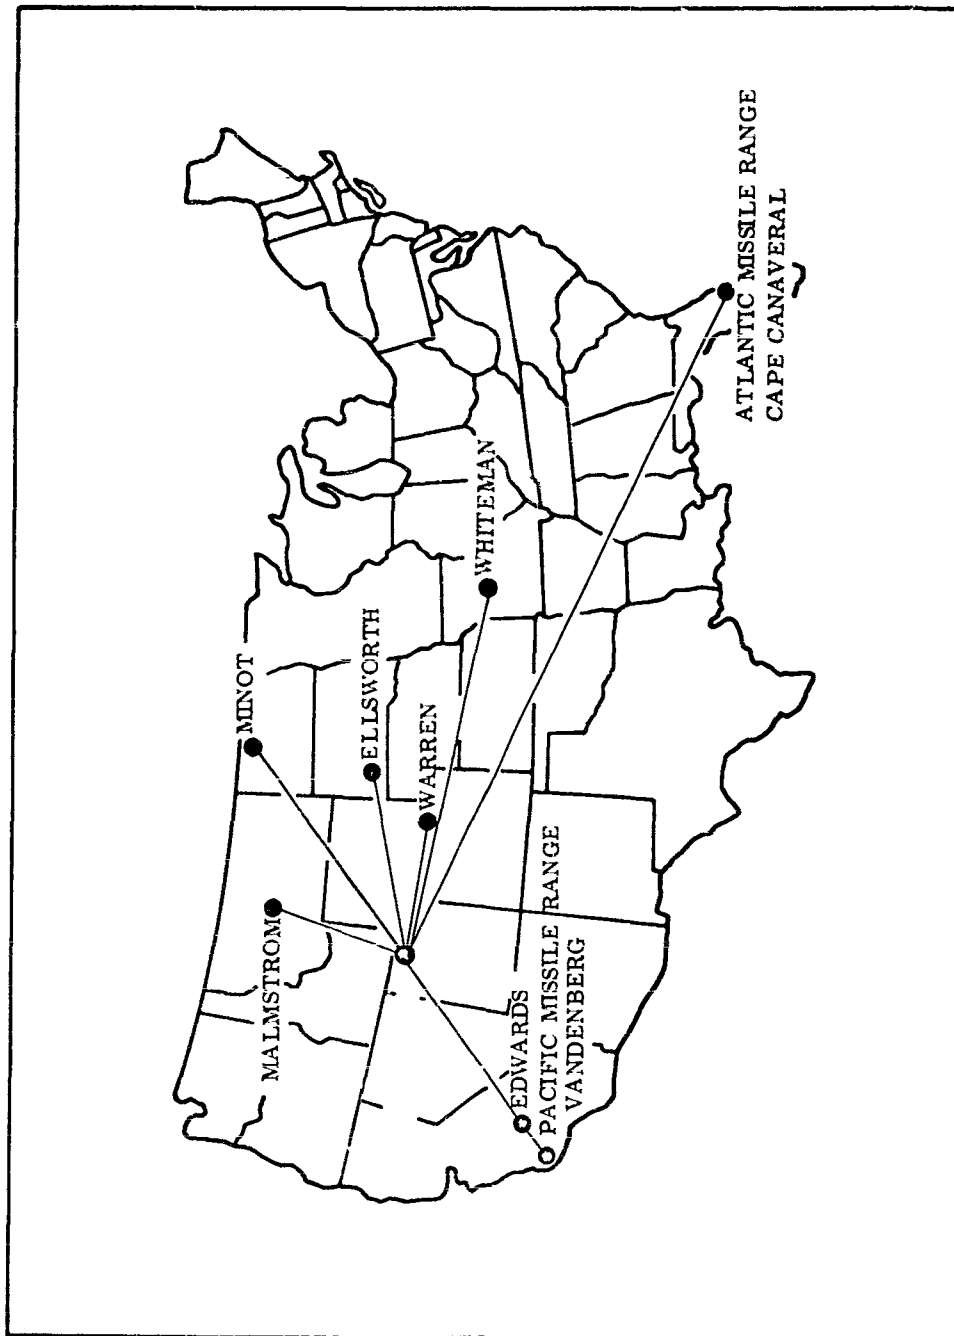 MINOT
MALMSTROM
ELLSWORTH
WARREN
WHITEMAN
EDWARDS
PACIFIC MISSILE RANGE
VANDENBERG
ATLANTIC MISSILE RANGE
CAPE CANAVERAL